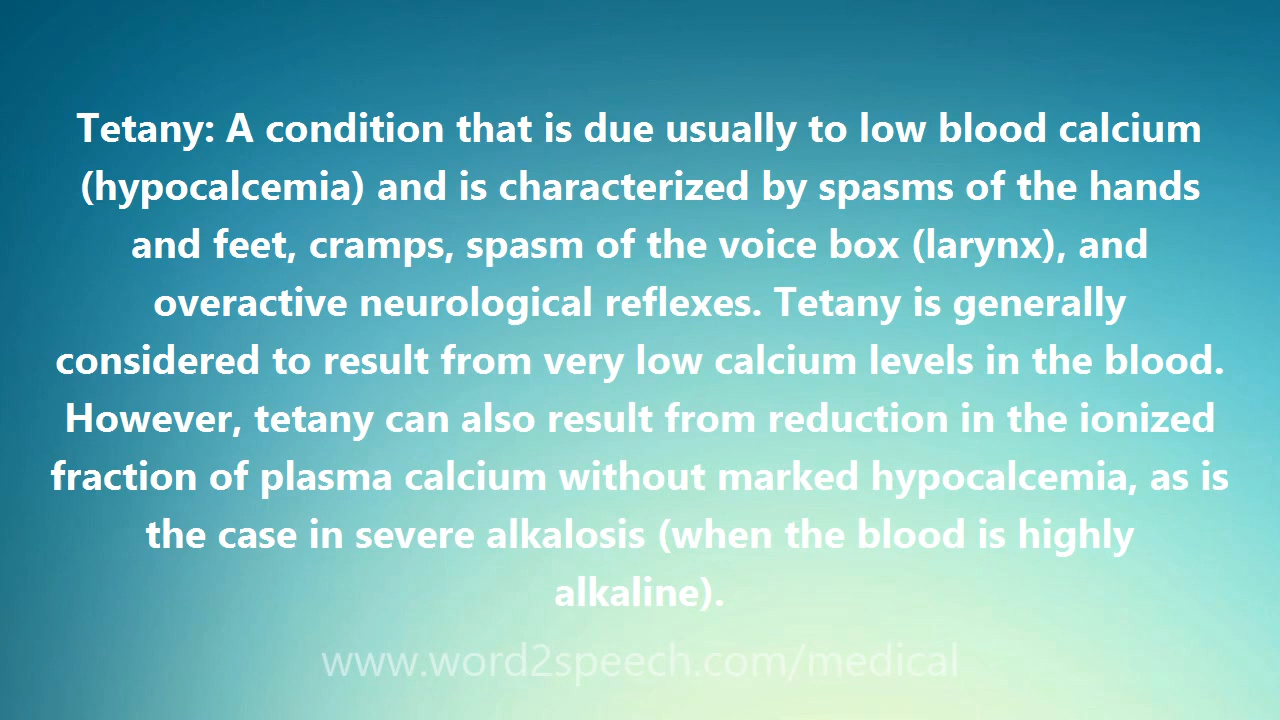 Tetany: A condition that is due usually to low blood calcium
(hypocalcemia) and is characterized by spasms of the hands
and feet, cramps, spasm of the voice box (larynx), and
overactive neurological reflexes. Tetany is generally
considered to result from very low calcium levels in the blood.
However, tetany can also result from reduction in the ionized
fraction of plasma calcium without marked hypocalcemia, as is
the case in severe alkalosis (when the blood is highly
alkaline).
www.word2speech.com/medical